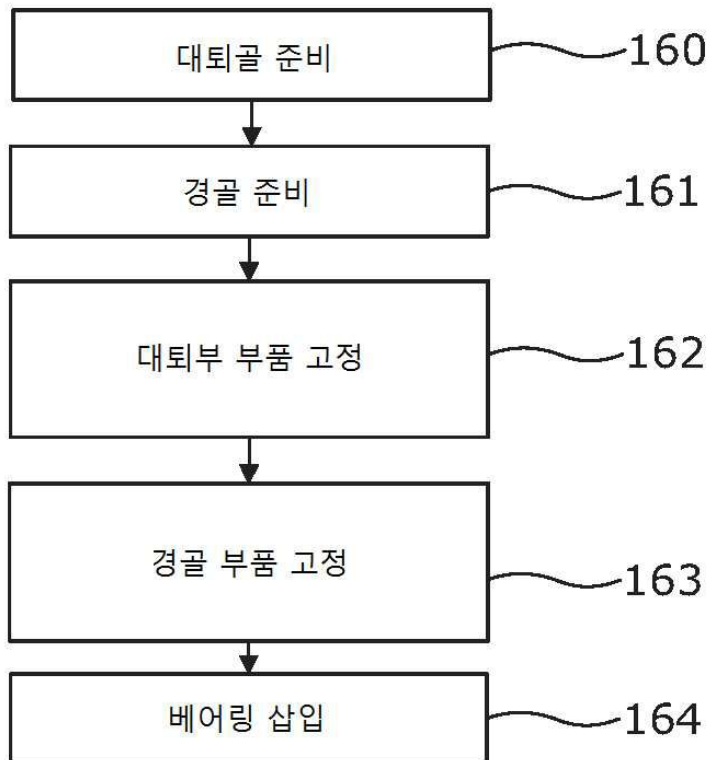 대퇴골 준비
160
경골 준비
161
대퇴부 부품 고정
162
경골 부품 고정
163
베어링 삽입
164